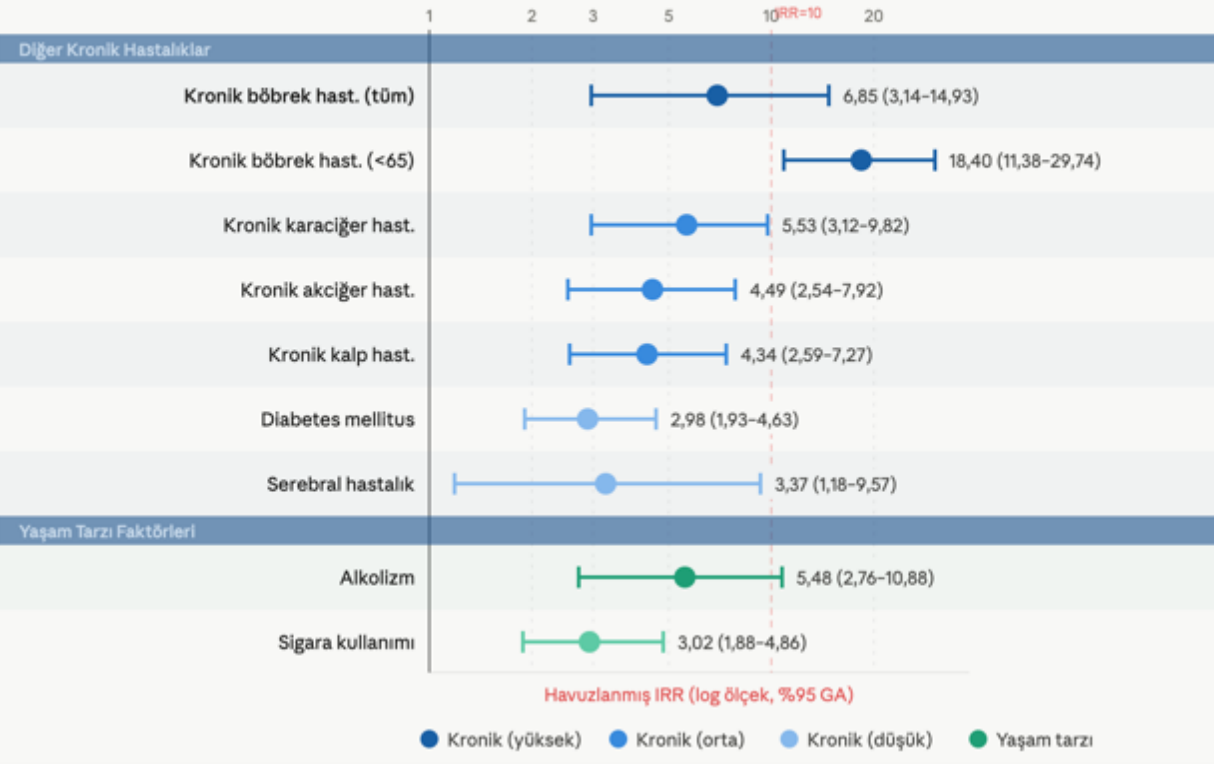 1 2 3 5 10 IRR=10 20
Diğer Kronik Hastalıklar
Kronik böbrek hast. (tüm) 6,85 (3,14–14,93)
Kronik böbrek hast. (<65) 18,40 (11,38–29,74)
Kronik karaciğer hast. 5,53 (3,12–9,82)
Kronik akciğer hast. 4,49 (2,54–7,92)
Kronik kalp hast. 4,34 (2,59–7,27)
Diabetes mellitus 2,98 (1,93–4,63)
Serebral hastalık 3,37 (1,18–9,57)
Yaşam Tarzı Faktörleri
Alkolizm 5,48 (2,76–10,88)
Sigara kullanımı 3,02 (1,88–4,86)
Havuzlanmış IRR (log ölçek, %95 GA)
Kronik (yüksek) Kronik (orta) Kronik (düşük) Yaşam tarzı